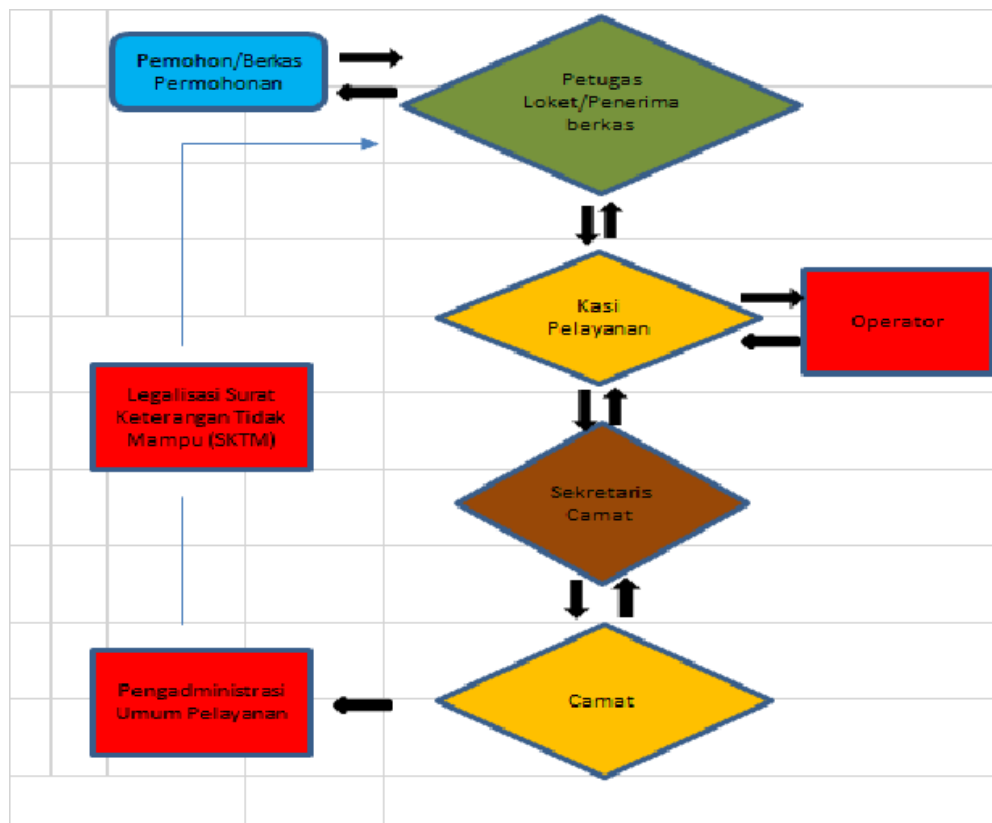 Pemohon/Berkas
Permohonan
Petugas
Loket/Penerima
berkas
Kasi
Pelayanan
Operator
Legalisasi Surat
Keterangan Tidak
Mampu (SKTM)
Sekretaris
Camat
Pengadministrasi
Umum Pelayanan
Camat